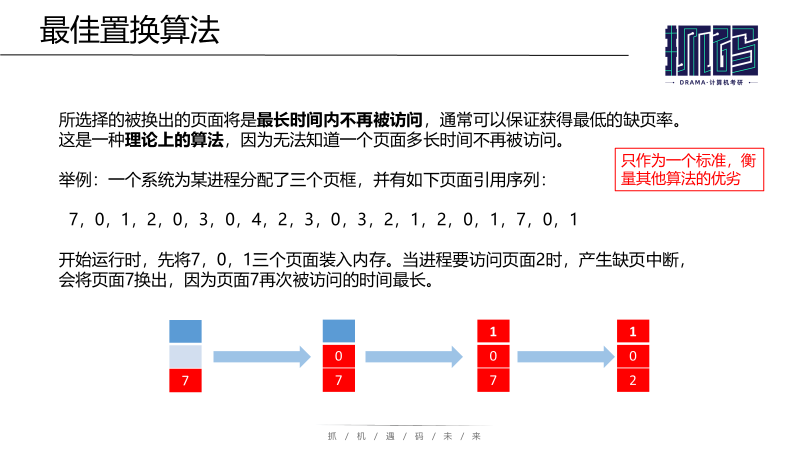 最佳置换算法
抓码
DRAMA·计算机考研
所选择的被换出的页面将是最长时间内不再被访问，通常可以保证获得最低的缺页率。
这是一种理论上的算法，因为无法知道一个页面多长时间不再被访问。
只作为一个标准，衡
量其他算法的优劣
举例：一个系统为某进程分配了三个页框，并有如下页面引用序列：
7，0，1，2，0，3，0，4，2，3，0，3，2，1，2，0，1，7，0，1
开始运行时，先将7，0，1三个页面装入内存。当进程要访问页面2时，产生缺页中断，
会将页面7换出，因为页面7再次被访问的时间最长。
1 1
0 0 0
7 7 7 2
抓 / 机 / 遇 / 码 / 未 / 来